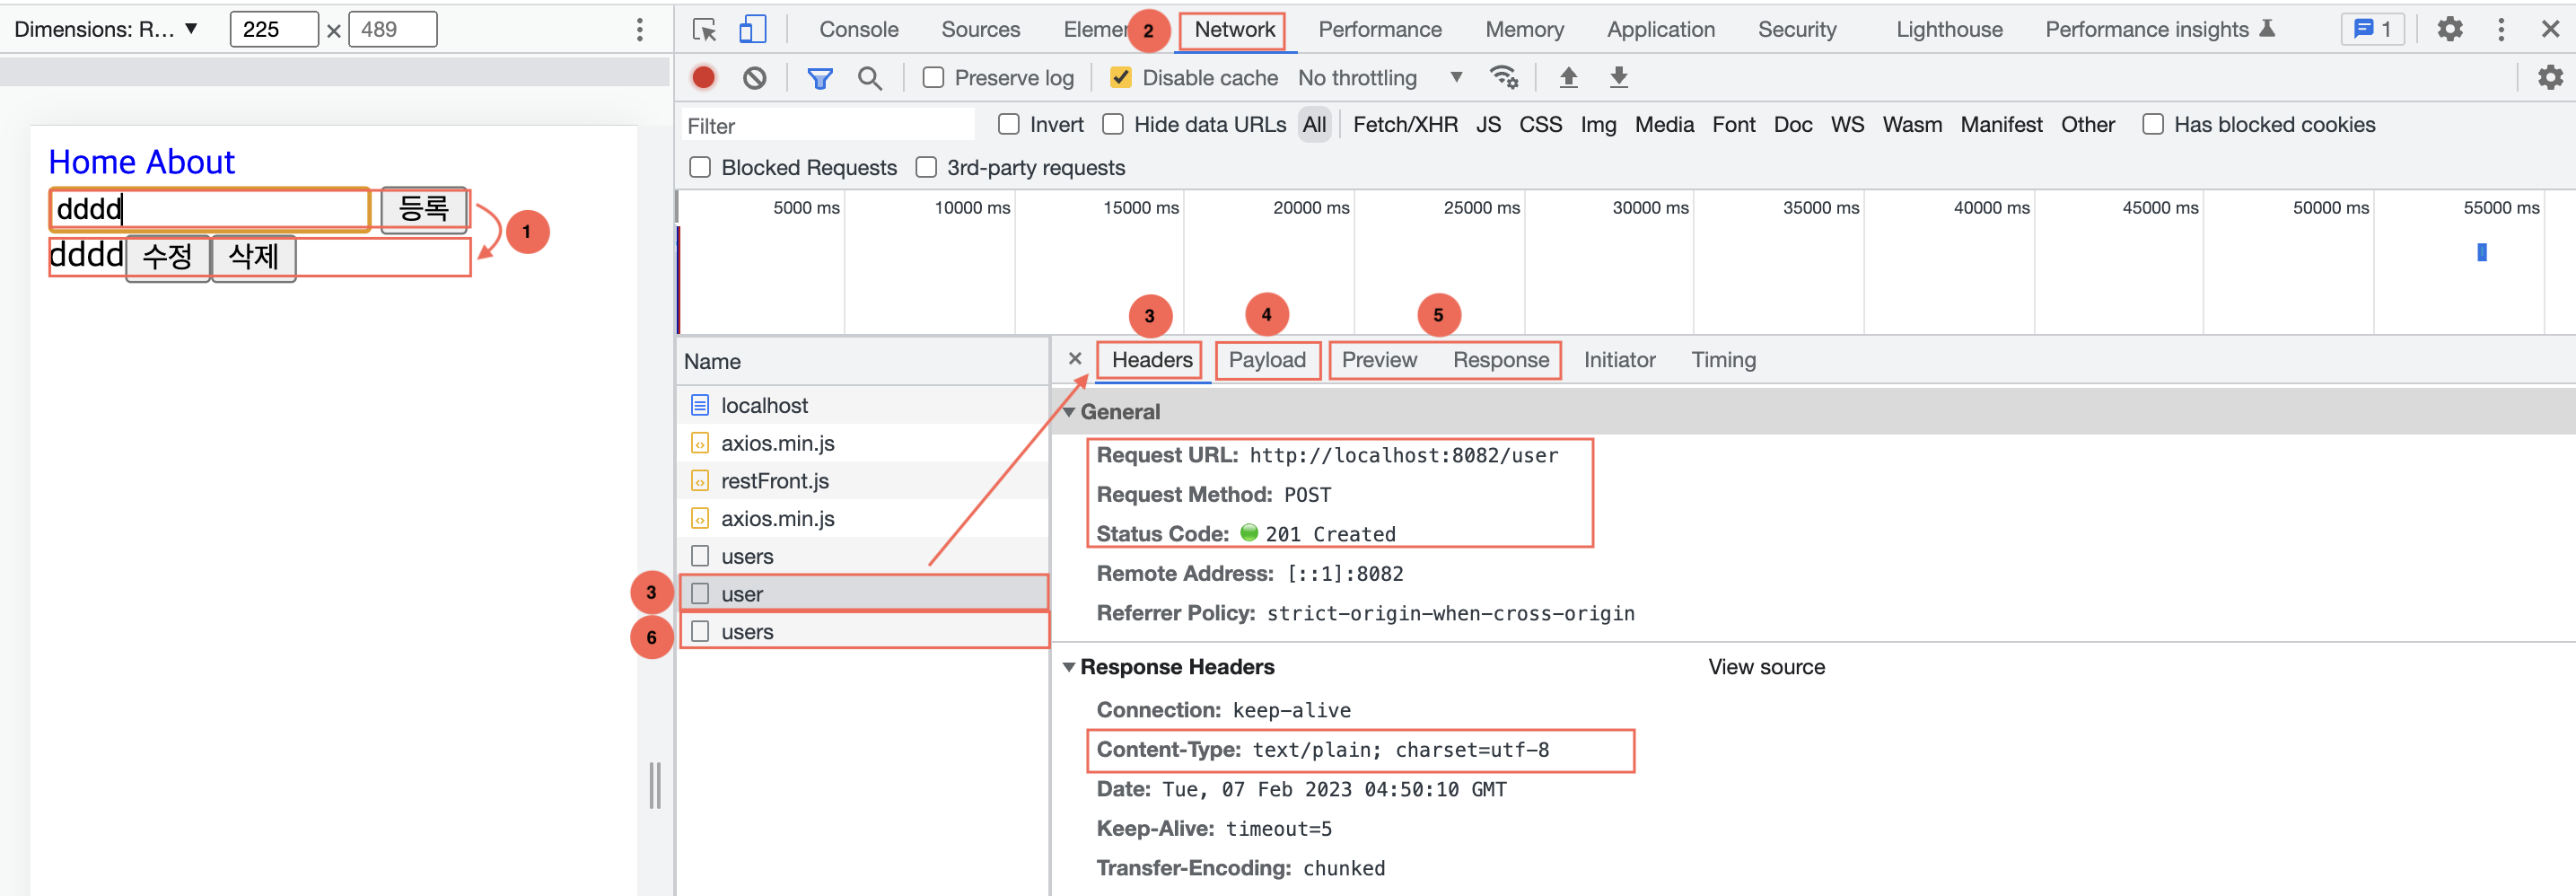 Dimensions: R... ▼ 225 × 489
Console Sources Elemer 2 Network Performance Memory Application Security Lighthouse Performance insights 1
Preserve log Disable cache No throttling ▼
Filter Invert Hide data URLs All Fetch/XHR JS CSS Img Media Font Doc WS Wasm Manifest Other Has blocked cookies
Blocked Requests 3rd-party requests
Home About
dddd 등록
1
dddd 수정 삭제
5000 ms 10000 ms 15000 ms 20000 ms 25000 ms 30000 ms 35000 ms 40000 ms 45000 ms 50000 ms 55000 ms
3 4 5
Name
× Headers Payload Preview Response Initiator Timing
localhost
axios.min.js
restFront.js
axios.min.js
users
3 user
6 users
General
Request URL: http://localhost:8082/user
Request Method: POST
Status Code: 201 Created
Remote Address: [::1]:8082
Referrer Policy: strict-origin-when-cross-origin
Response Headers View source
Connection: keep-alive
Content-Type: text/plain; charset=utf-8
Date: Tue, 07 Feb 2023 04:50:10 GMT
Keep-Alive: timeout=5
Transfer-Encoding: chunked